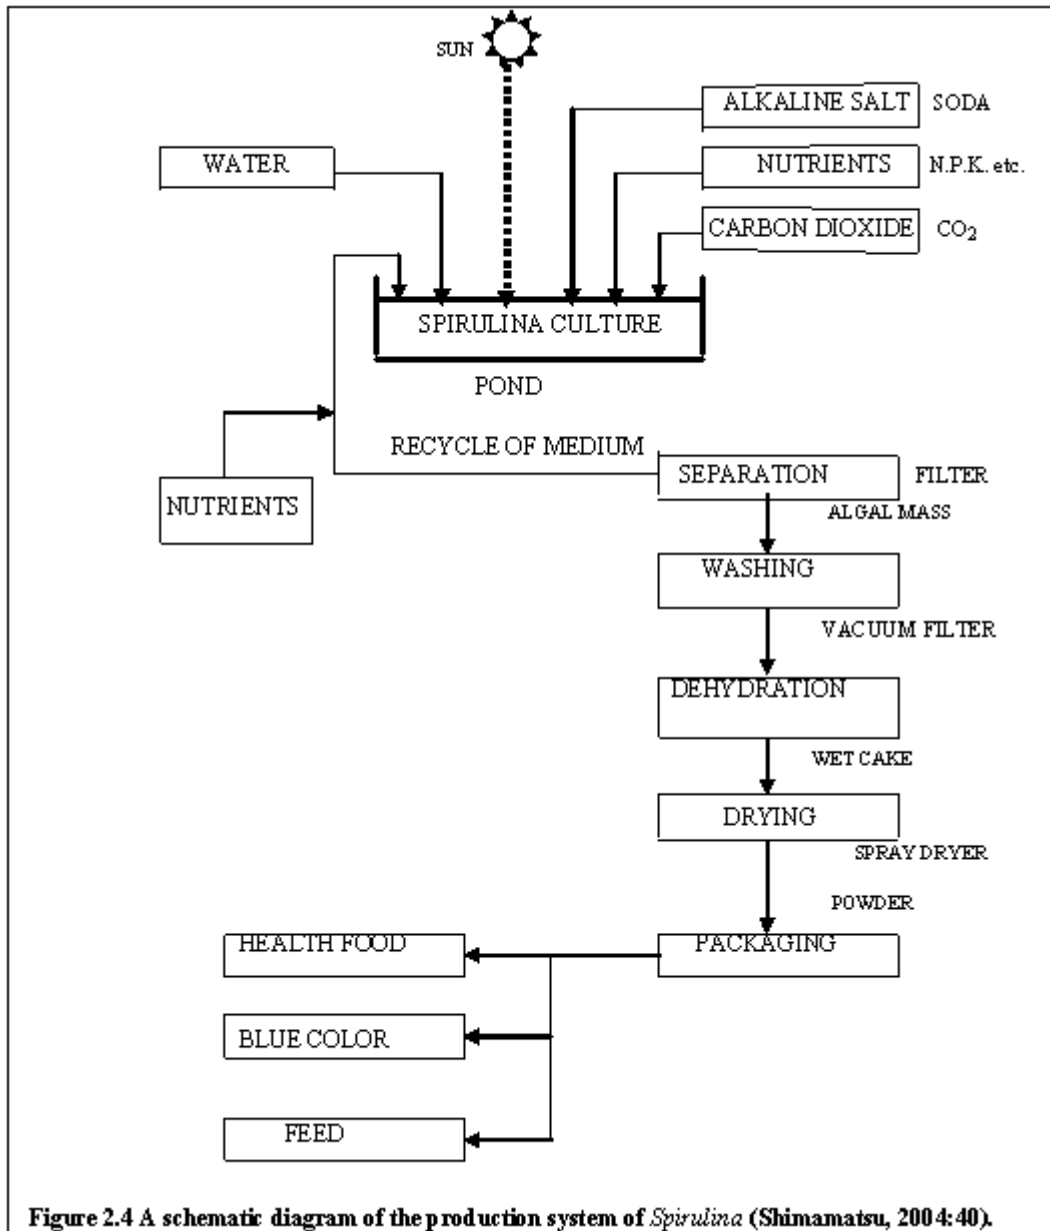 SUN
ALKALINE SALT SODA
WATER
NUTRIENTS N.P.K. etc.
CARBON DIOXIDE CO2
SPIRULINA CULTURE
POND
RECYCLE OF MEDIUM
NUTRIENTS
SEPARATION FILTER
ALGAL MASS
WASHING
VACUUM FILTER
DEHYDRATION
WET CAKE
DRYING
SPRAY DRYER
POWDER
PACKAGING
HEALTH FOOD
BLUE COLOR
FEED
Figure 2.4 A schematic diagram of the production system of Spirulina (Shimamatsu, 2004:40).